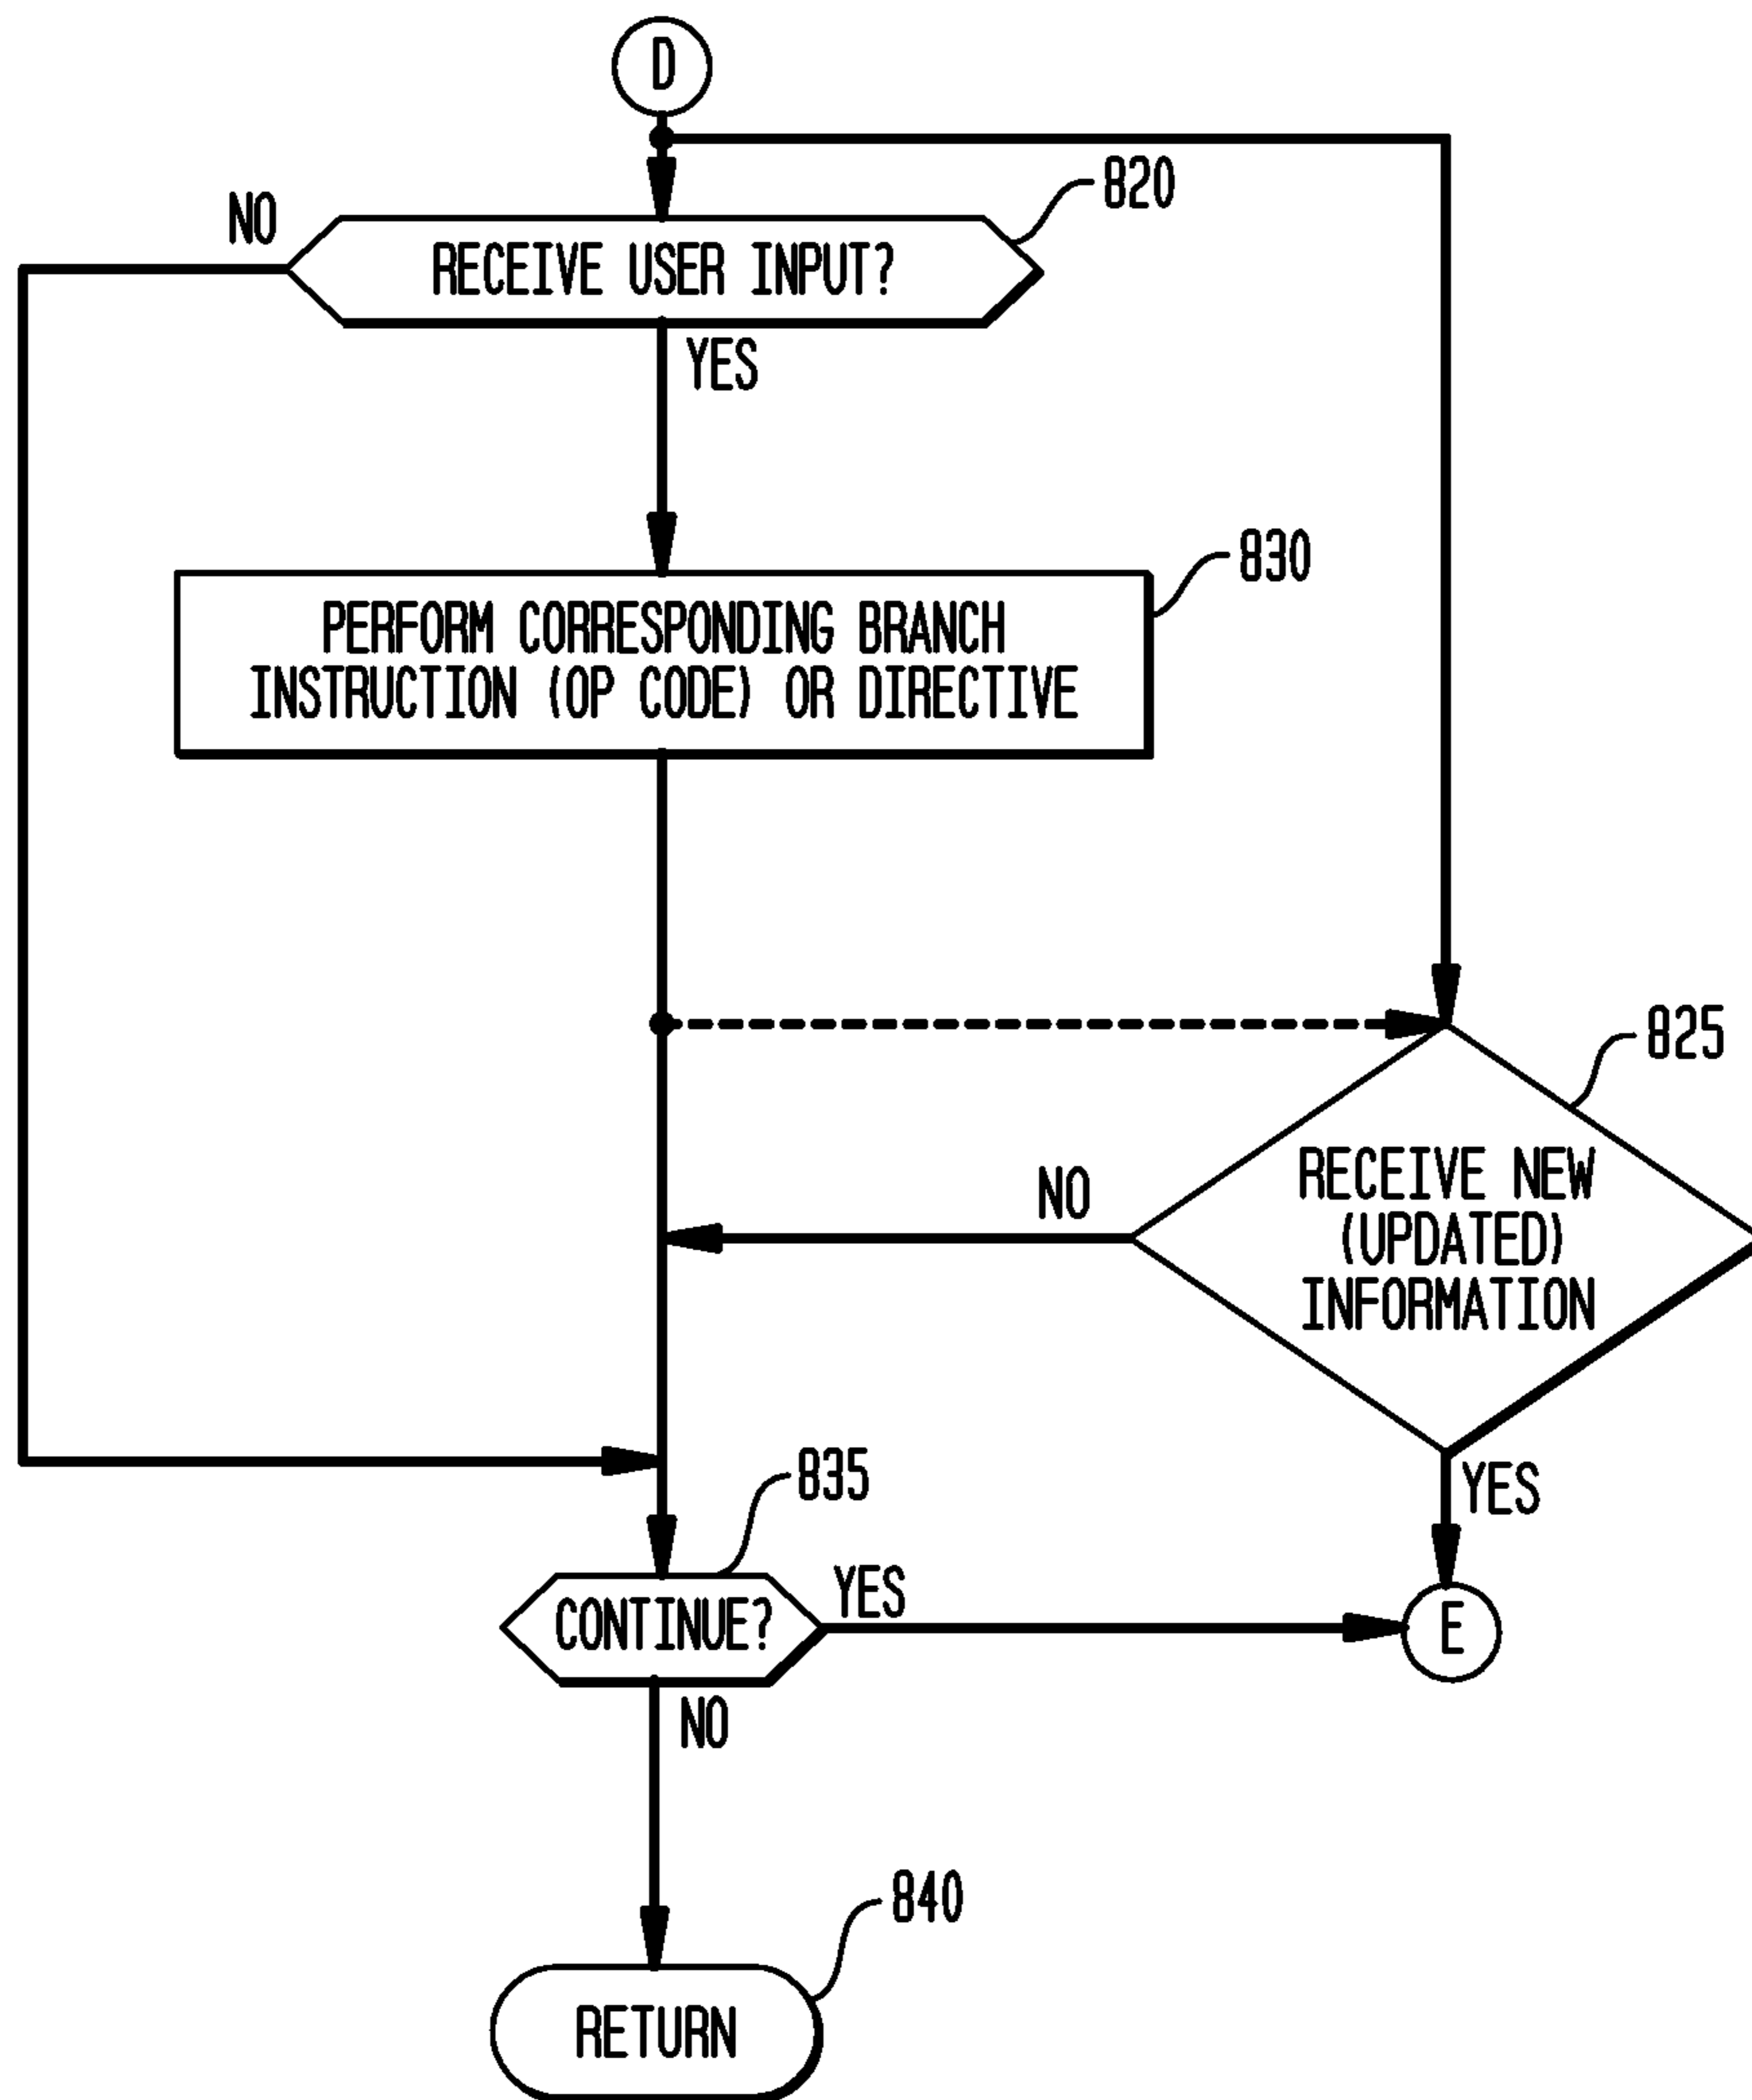 D
820
NO
RECEIVE USER INPUT?
YES
830
PERFORM CORRESPONDING BRANCH
INSTRUCTION (OP CODE) OR DIRECTIVE
825
RECEIVE NEW
(UPDATED)
INFORMATION
NO
YES
835
CONTINUE?
YES
E
NO
840
RETURN